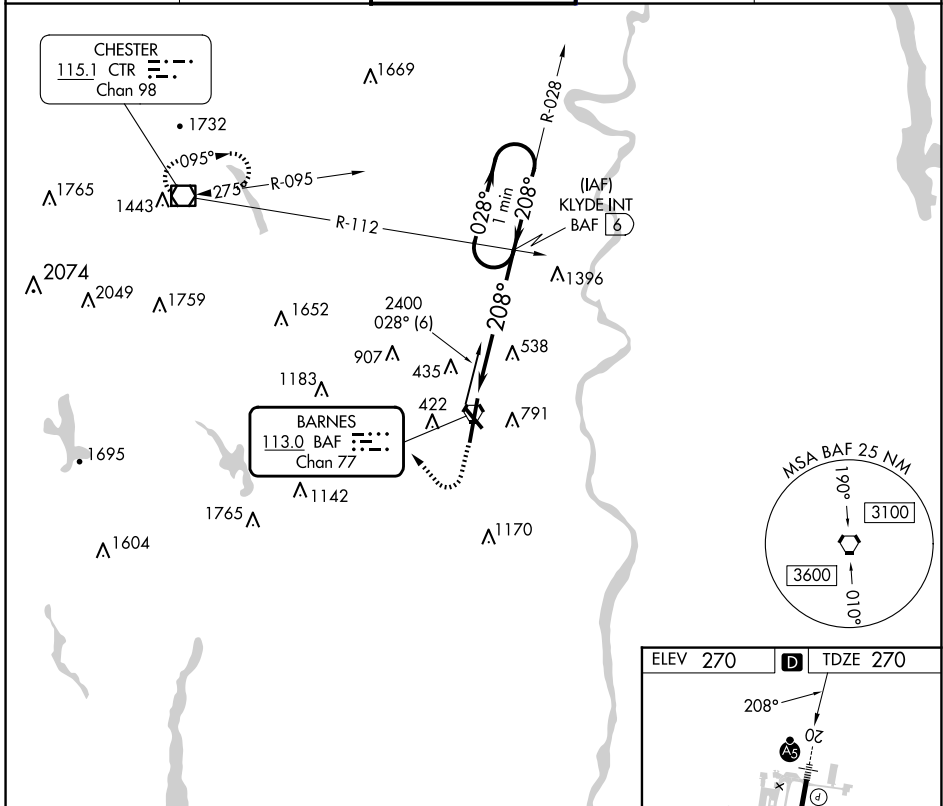 CHESTER
115.1 CTR
Chan 98
1669
R-028
1732
095°
275°
R-095
1765
1443
R-112
028°
1 min
208°
(IAF)
KLYDE INT
BAF 6
1396
2074
2049
1759
1652
2400
028° (6)
208°
907
435
538
1183
422
791
BARNES
113.0 BAF
Chan 77
1695
1142
1765
1604
1170
MSA BAF 25 NM
190°
3100
3600
010°
ELEV 270 D TDZE 270
208°
20
A5
x
P